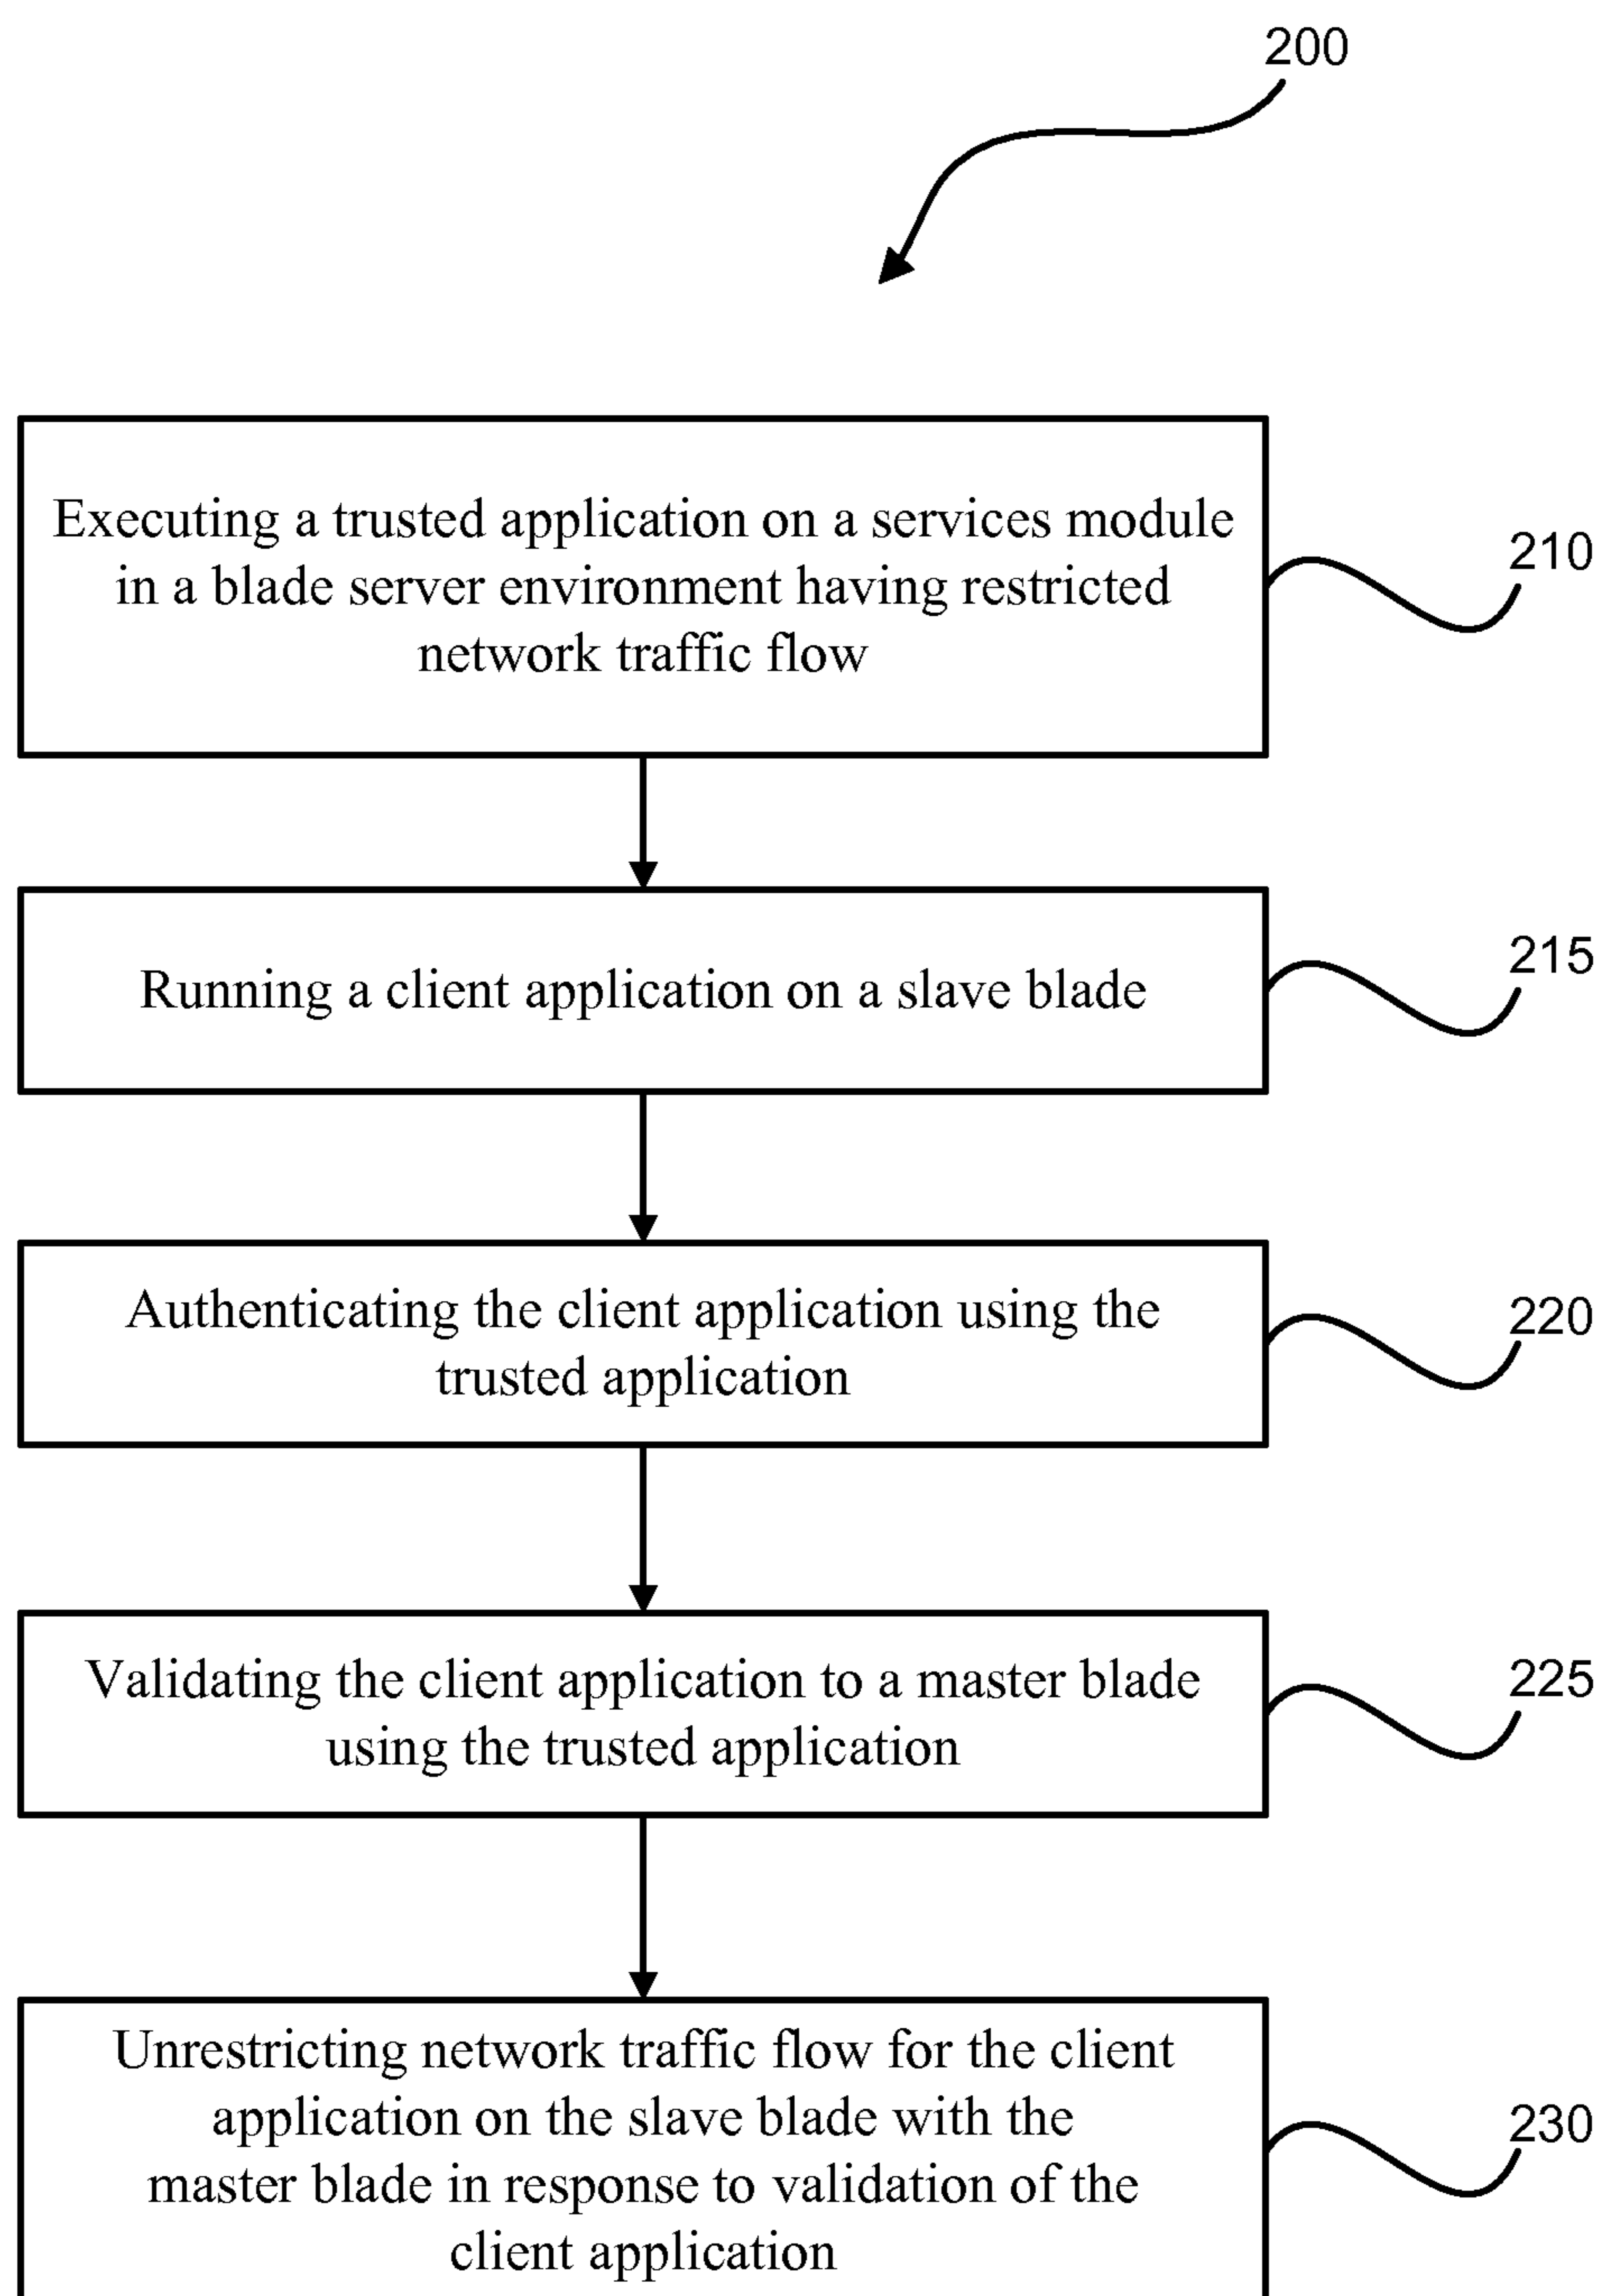 200
Executing a trusted application on a services module
in a blade server environment having restricted
network traffic flow
210
Running a client application on a slave blade
215
Authenticating the client application using the
trusted application
220
Validating the client application to a master blade
using the trusted application
225
Unrestricting network traffic flow for the client
application on the slave blade with the
master blade in response to validation of the
client application
230